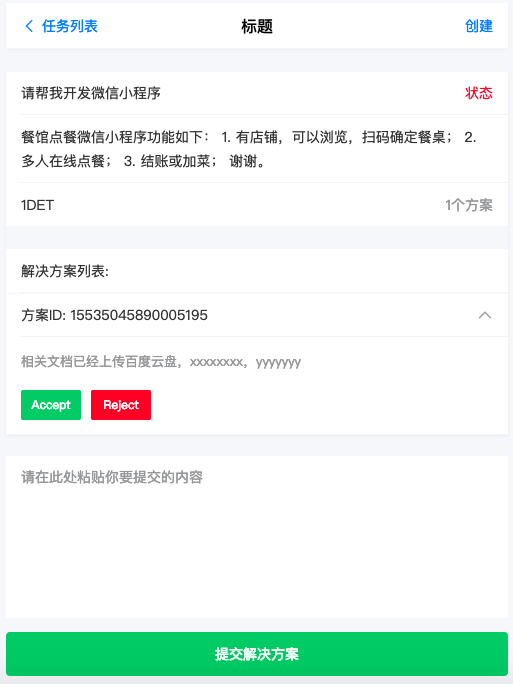 任务列表 标题 创建
请帮我开发微信小程序 状态
餐馆点餐微信小程序功能如下： 1. 有店铺，可以浏览，扫码确定餐桌； 2.
多人在线点餐； 3. 结账或加菜； 谢谢。
1DET 1个方案
解决方案列表:
方案ID: 15535045890005195
相关文档已经上传百度云盘，xxxxxxxx，yyyyyyy
Accept Reject
请在此处粘贴你要提交的内容
提交解决方案